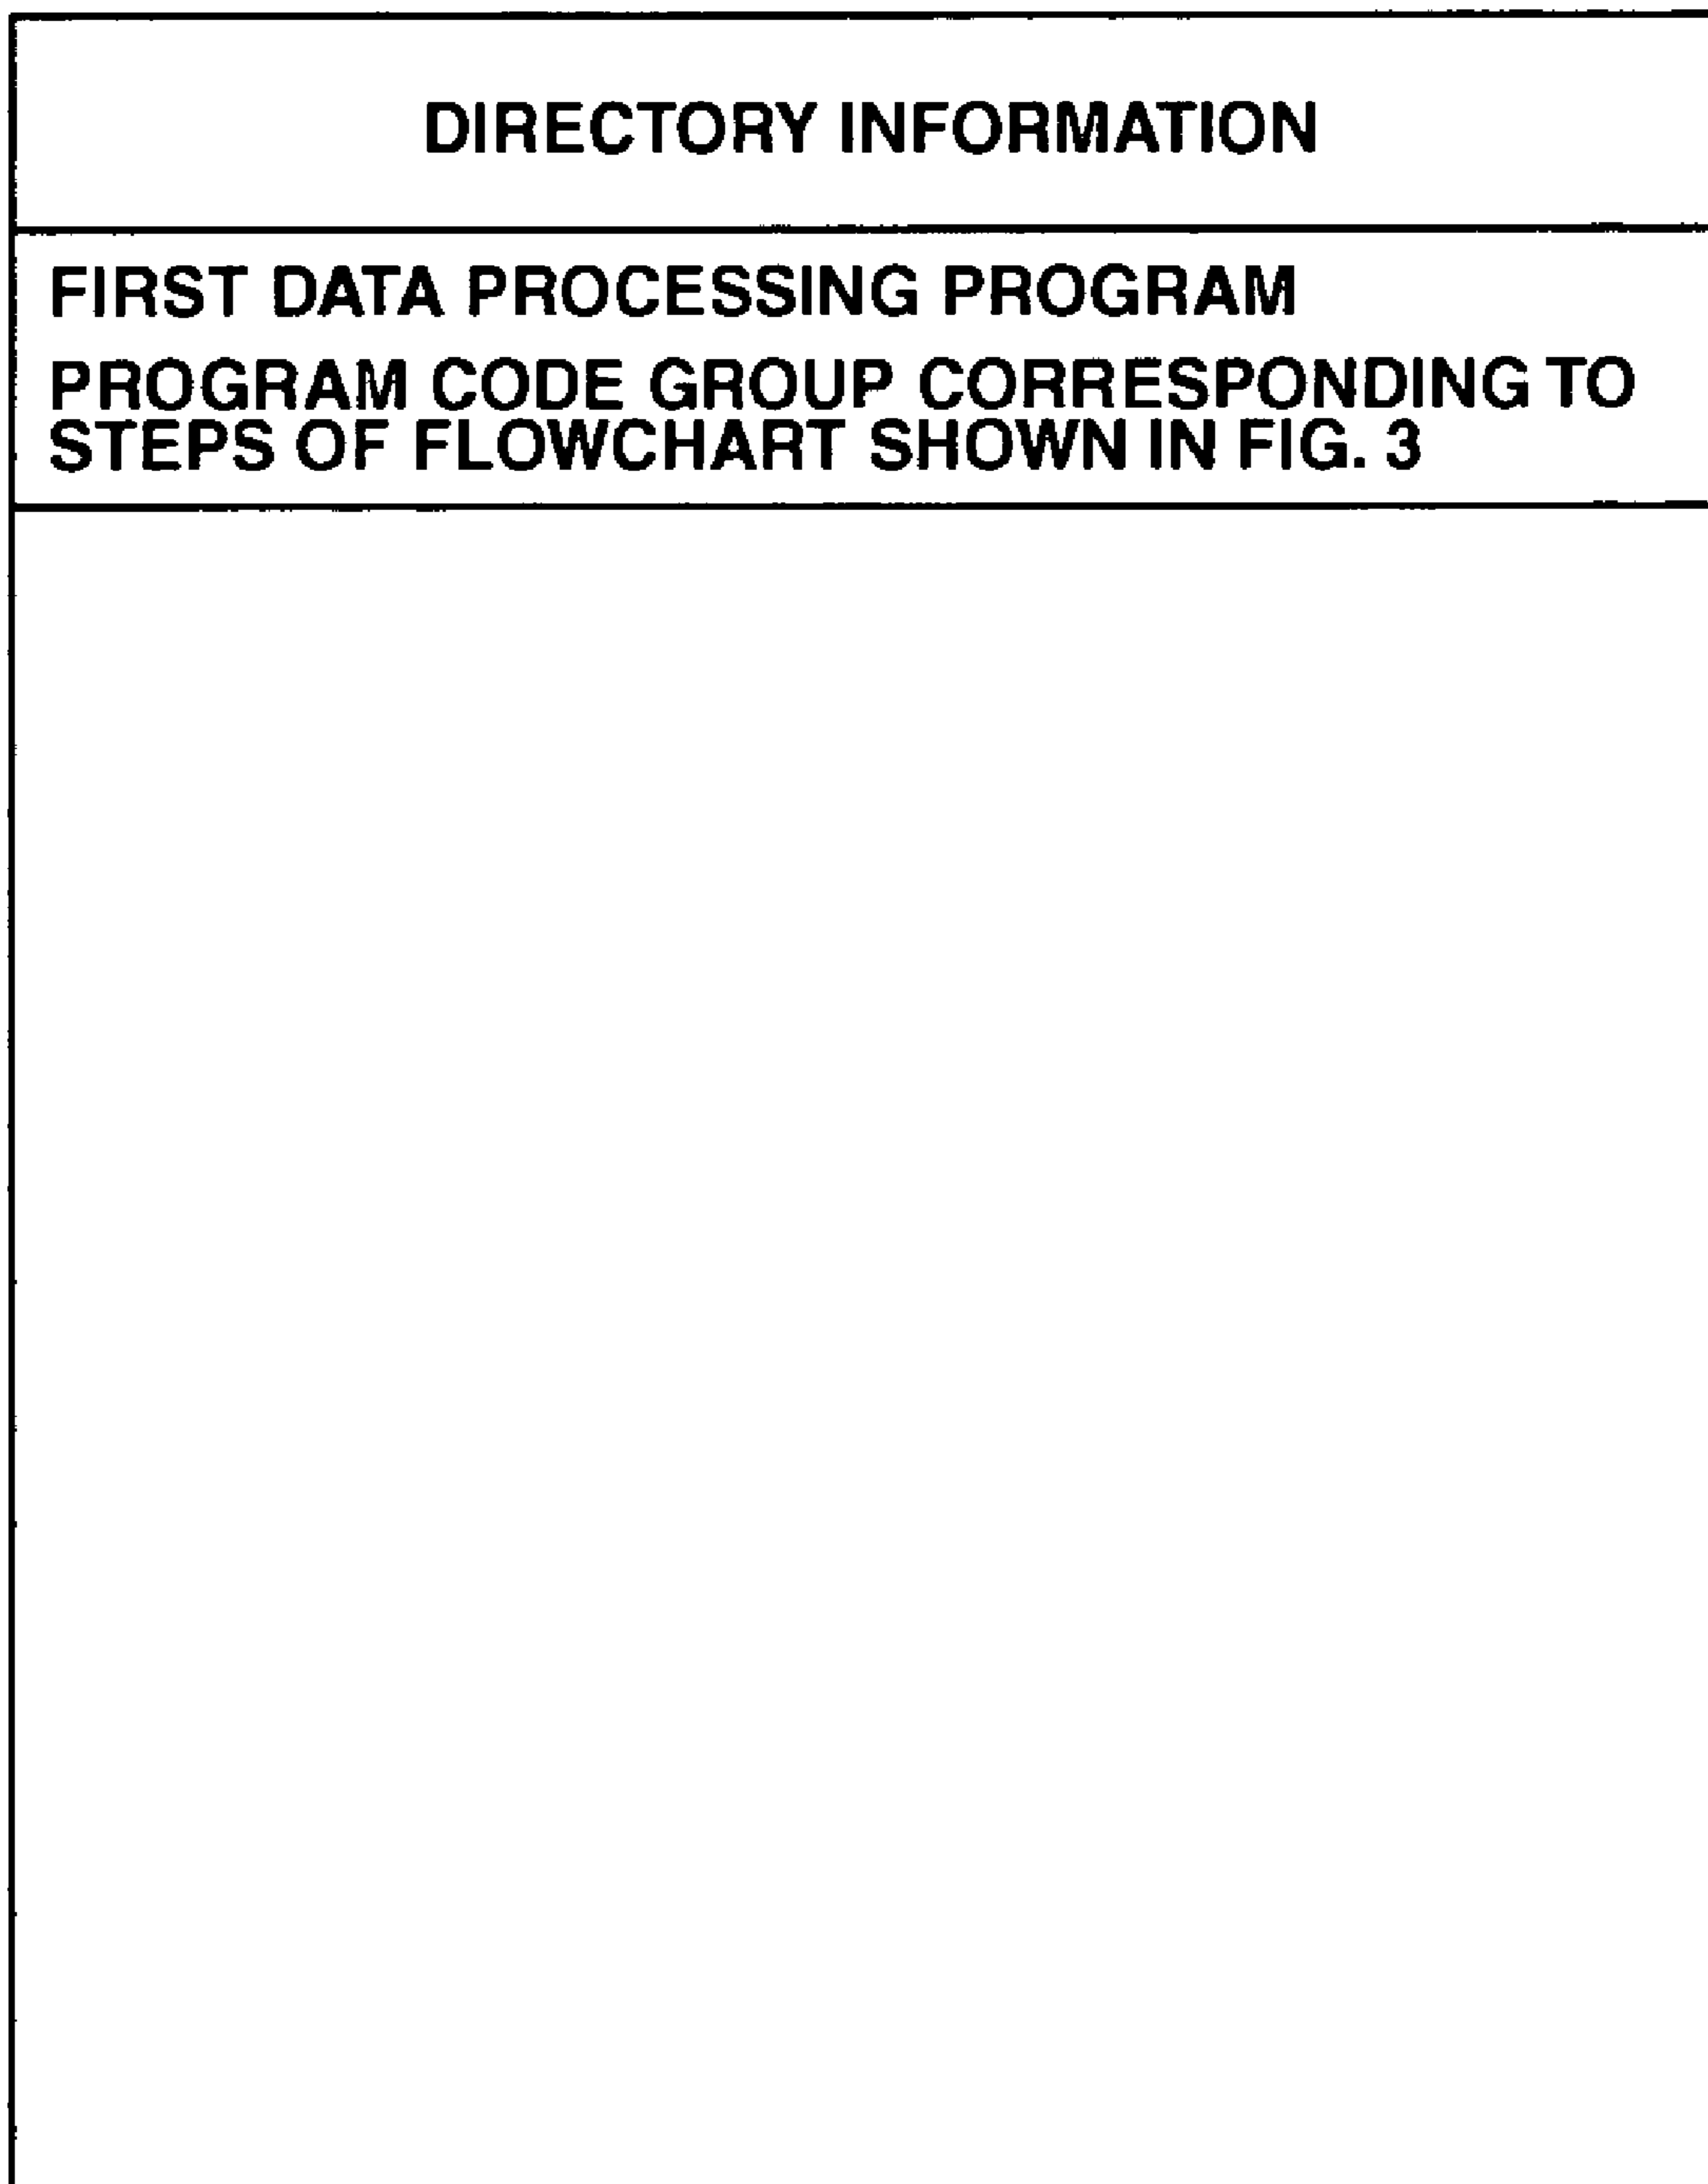 DIRECTORY INFORMATION
FIRST DATA PROCESSING PROGRAM
PROGRAM CODE GROUP CORRESPONDING TO
STEPS OF FLOWCHART SHOWN IN FIG. 3